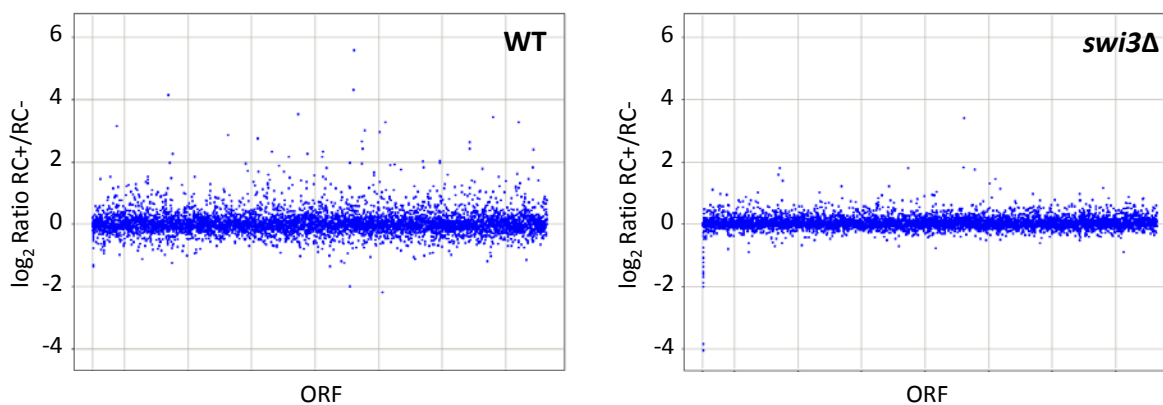 WT
log₂ Ratio RC+/RC-
6
4
2
0
-2
-4
ORF
swi3Δ
log₂ Ratio RC+/RC-
6
4
2
0
-2
-4
ORF